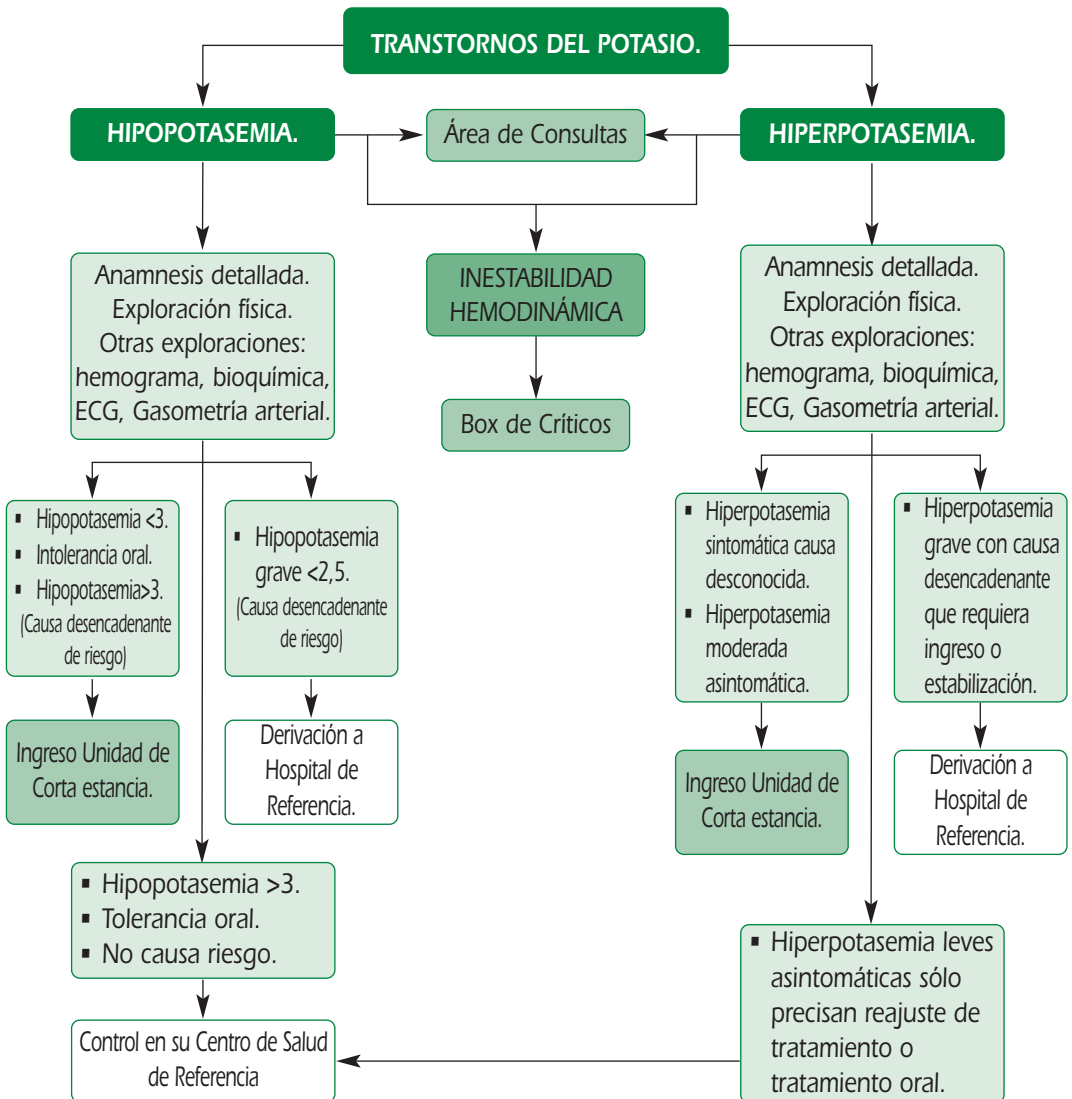 TRANSTORNOS DEL POTASIO.
HIPOPOTASEMIA.
Área de Consultas
HIPERPOTASEMIA.
Anamnesis detallada.
Exploración física.
Otras exploraciones:
hemograma, bioquímica,
ECG, Gasometría arterial.
INESTABILIDAD
HEMODINÁMICA
Box de Críticos
Anamnesis detallada.
Exploración física.
Otras exploraciones:
hemograma, bioquímica,
ECG, Gasometría arterial.
▪ Hipopotasemia <3.
▪ Intolerancia oral.
▪ Hipopotasemia>3.
(Causa desencadenante
de riesgo)
▪ Hipopotasemia
grave <2,5.
(Causa desencadenante
de riesgo)
▪ Hiperpotasemia
sintomática causa
desconocida.
▪ Hiperpotasemia
moderada
asintomática.
▪ Hiperpotasemia
grave con causa
desencadenante
que requiera
ingreso o
estabilización.
Ingreso Unidad de
Corta estancia.
Derivación a
Hospital de
Referencia.
Ingreso Unidad de
Corta estancia.
Derivación a
Hospital de
Referencia.
▪ Hipopotasemia >3.
▪ Tolerancia oral.
▪ No causa riesgo.
▪ Hiperpotasemia leves
asintomáticas sólo
precisan reajuste de
tratamiento o
tratamiento oral.
Control en su Centro de Salud
de Referencia